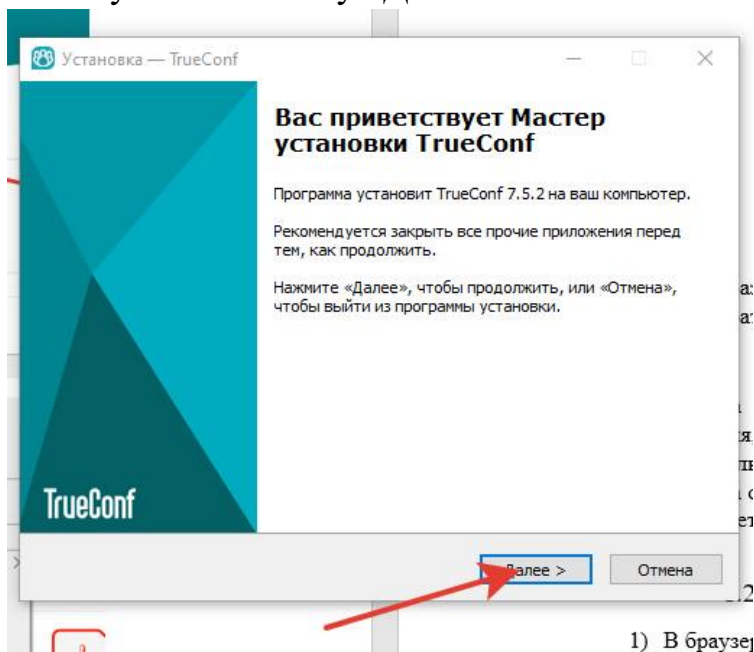 Установка — TrueConf
Вас приветствует Мастер
установки TrueConf
Программа установит TrueConf 7.5.2 на ваш компьютер.
Рекомендуется закрыть все прочие приложения перед
тем, как продолжить.
Нажмите «Далее», чтобы продолжить, или «Отмена»,
чтобы выйти из программы установки.
TrueConf
Далее >
Отмена
1) В браузер